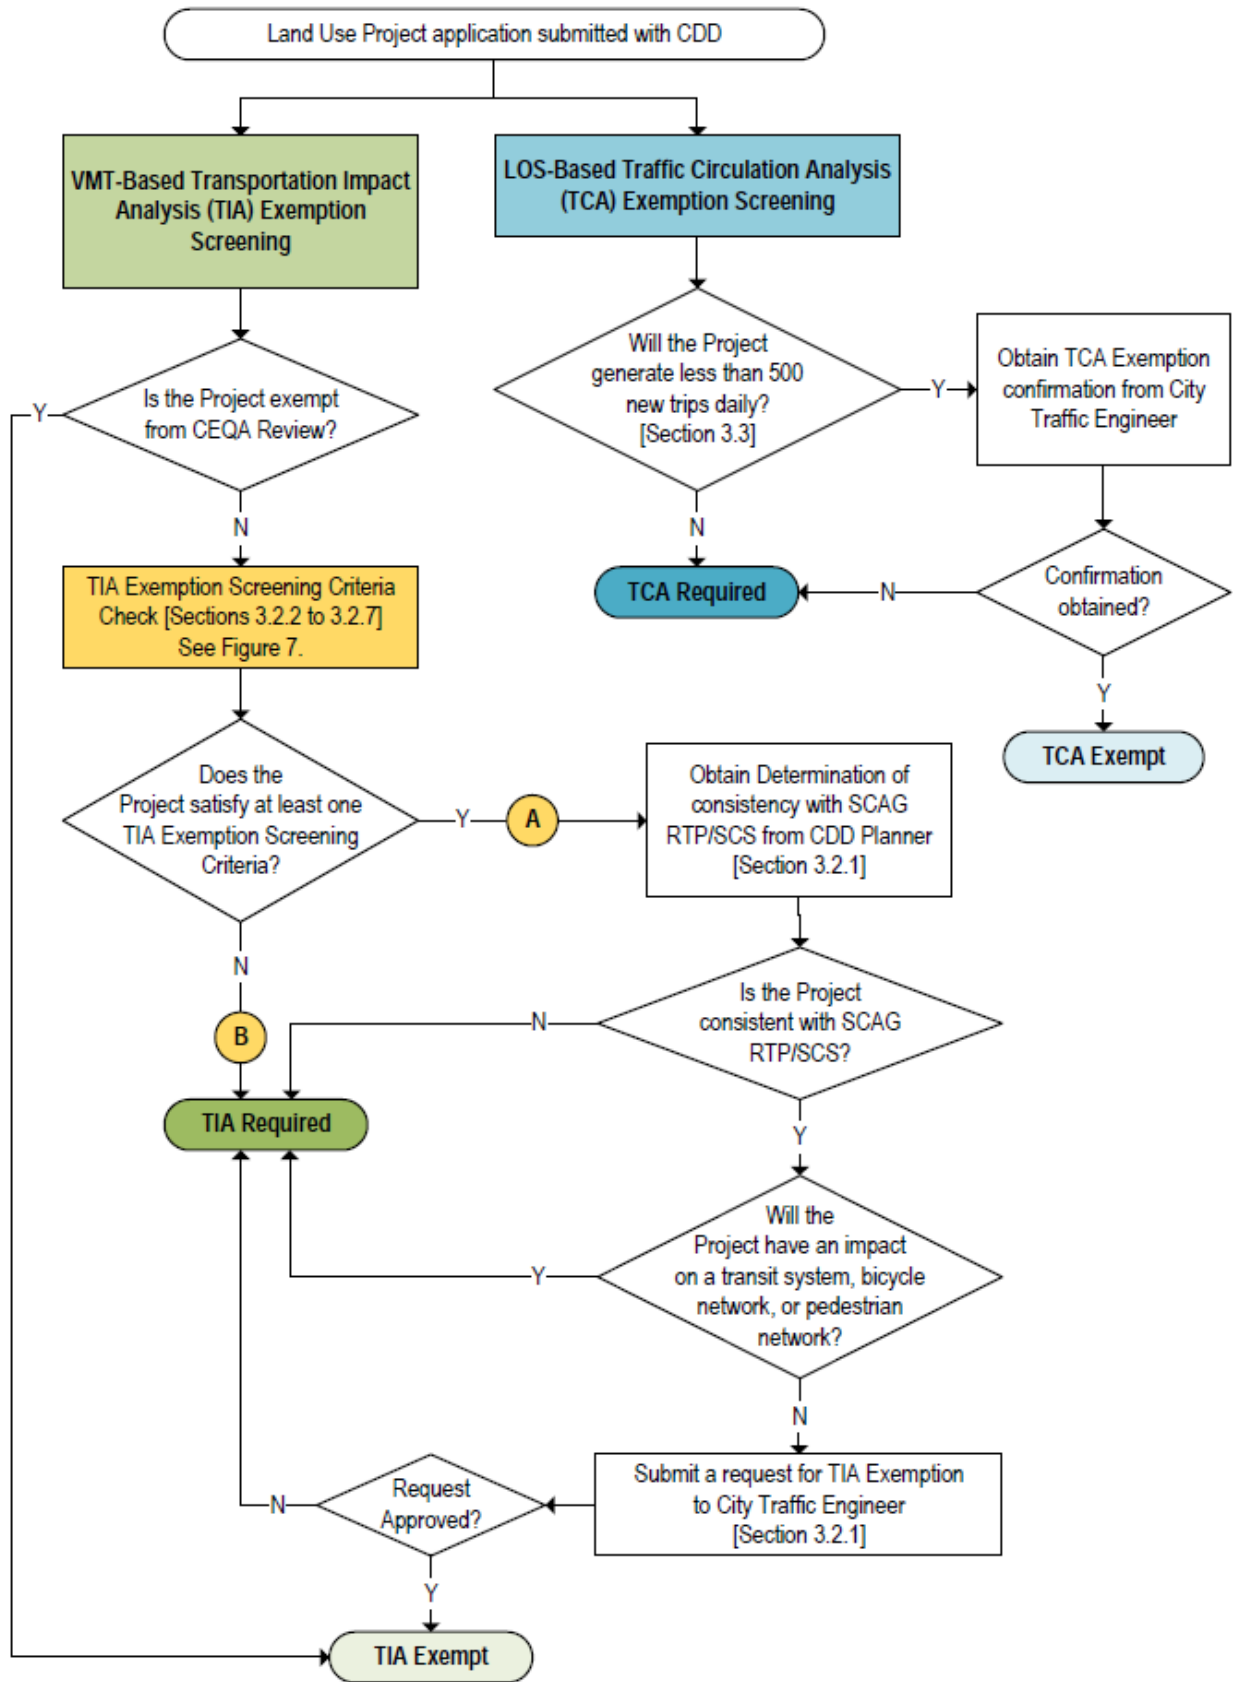 Land Use Project application submitted with CDD
VMT-Based Transportation Impact
Analysis (TIA) Exemption
Screening
LOS-Based Traffic Circulation Analysis
(TCA) Exemption Screening
Is the Project exempt
from CEQA Review?
Y
N
Will the Project
generate less than 500
new trips daily?
[Section 3.3]
Y
N
Obtain TCA Exemption
confirmation from City
Traffic Engineer
TCA Required
N
Confirmation
obtained?
Y
TCA Exempt
TIA Exemption Screening Criteria
Check [Sections 3.2.2 to 3.2.7]
See Figure 7.
Does the
Project satisfy at least one
TIA Exemption Screening
Criteria?
Y
A
N
B
Obtain Determination of
consistency with SCAG
RTP/SCS from CDD Planner
[Section 3.2.1]
Is the Project
consistent with SCAG
RTP/SCS?
N
Y
TIA Required
Will the
Project have an impact
on a transit system, bicycle
network, or pedestrian
network?
Y
N
Submit a request for TIA Exemption
to City Traffic Engineer
[Section 3.2.1]
Request
Approved?
N
Y
TIA Exempt